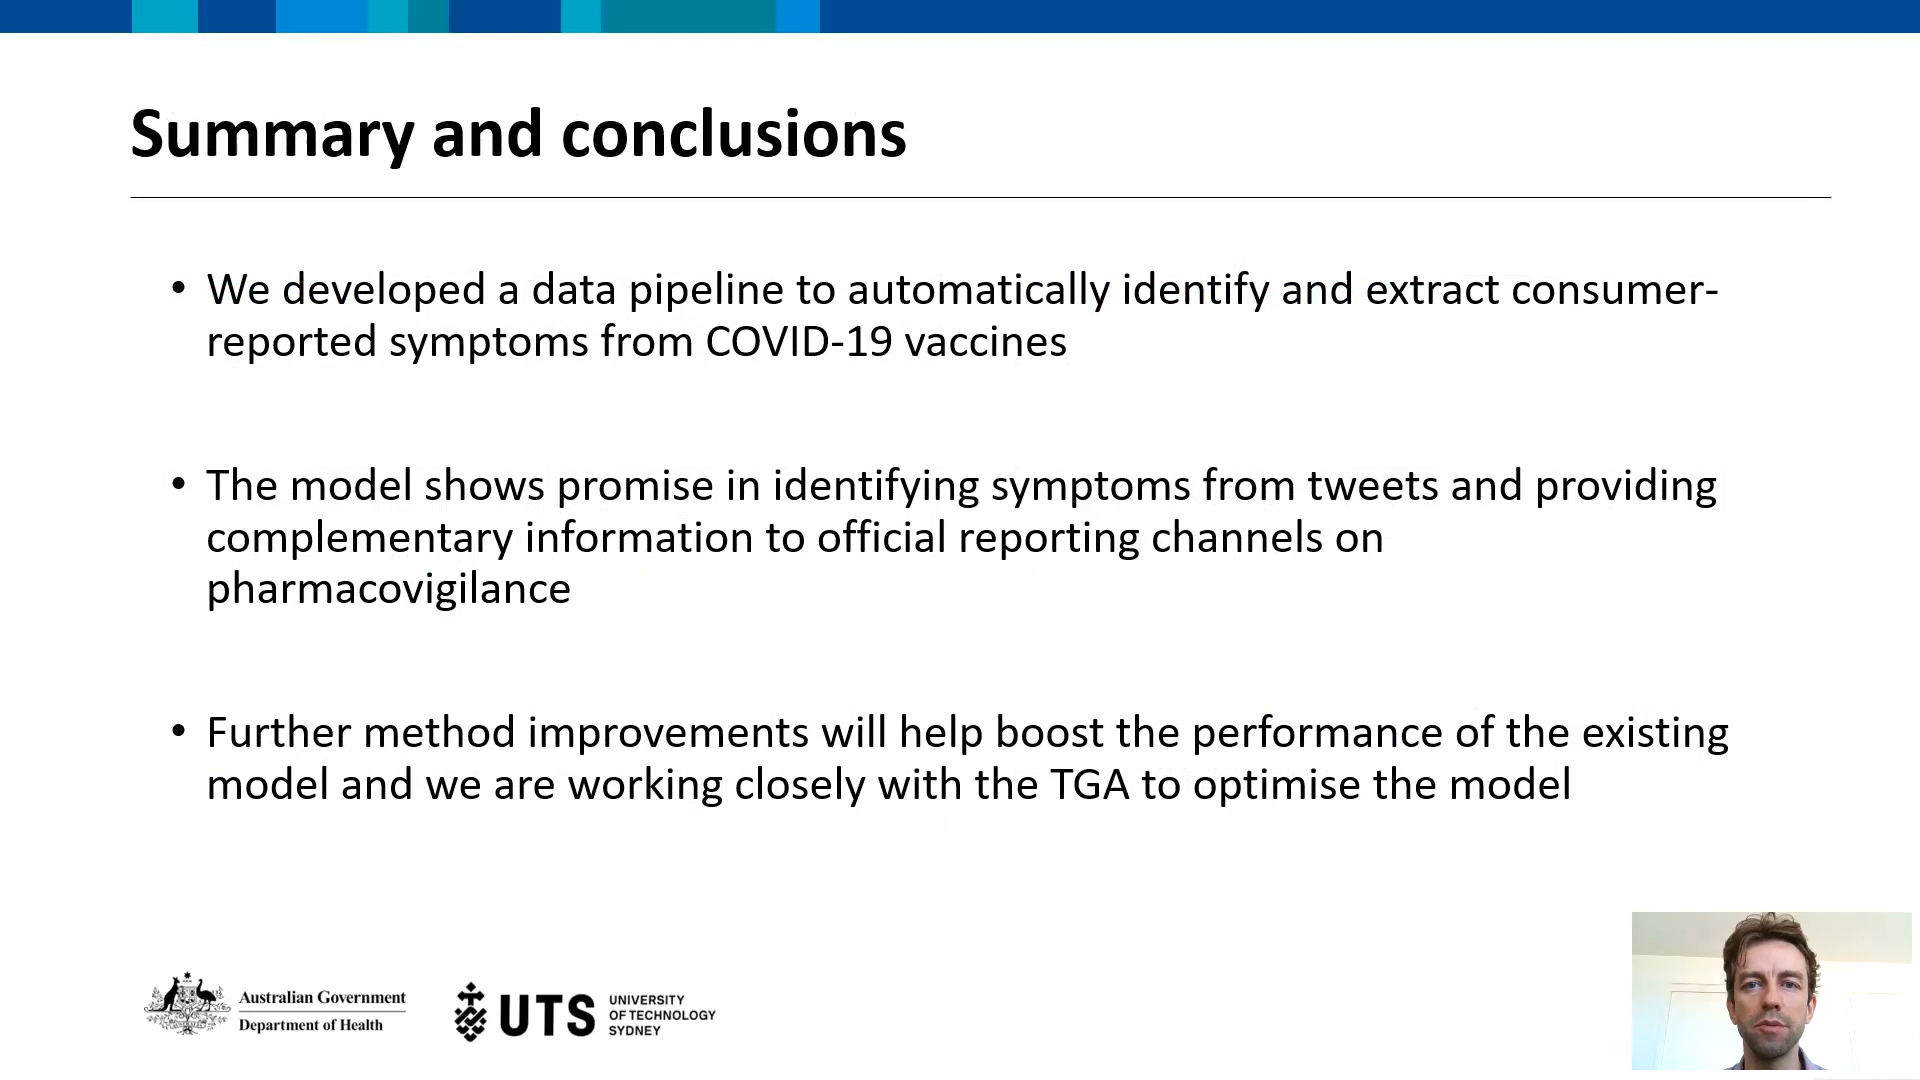 Summary and conclusions
• We developed a data pipeline to automatically identify and extract consumer-
reported symptoms from COVID-19 vaccines
• The model shows promise in identifying symptoms from tweets and providing
complementary information to official reporting channels on
pharmacovigilance
• Further method improvements will help boost the performance of the existing
model and we are working closely with the TGA to optimise the model
Australian Government
Department of Health
UTS
UNIVERSITY
OF TECHNOLOGY
SYDNEY